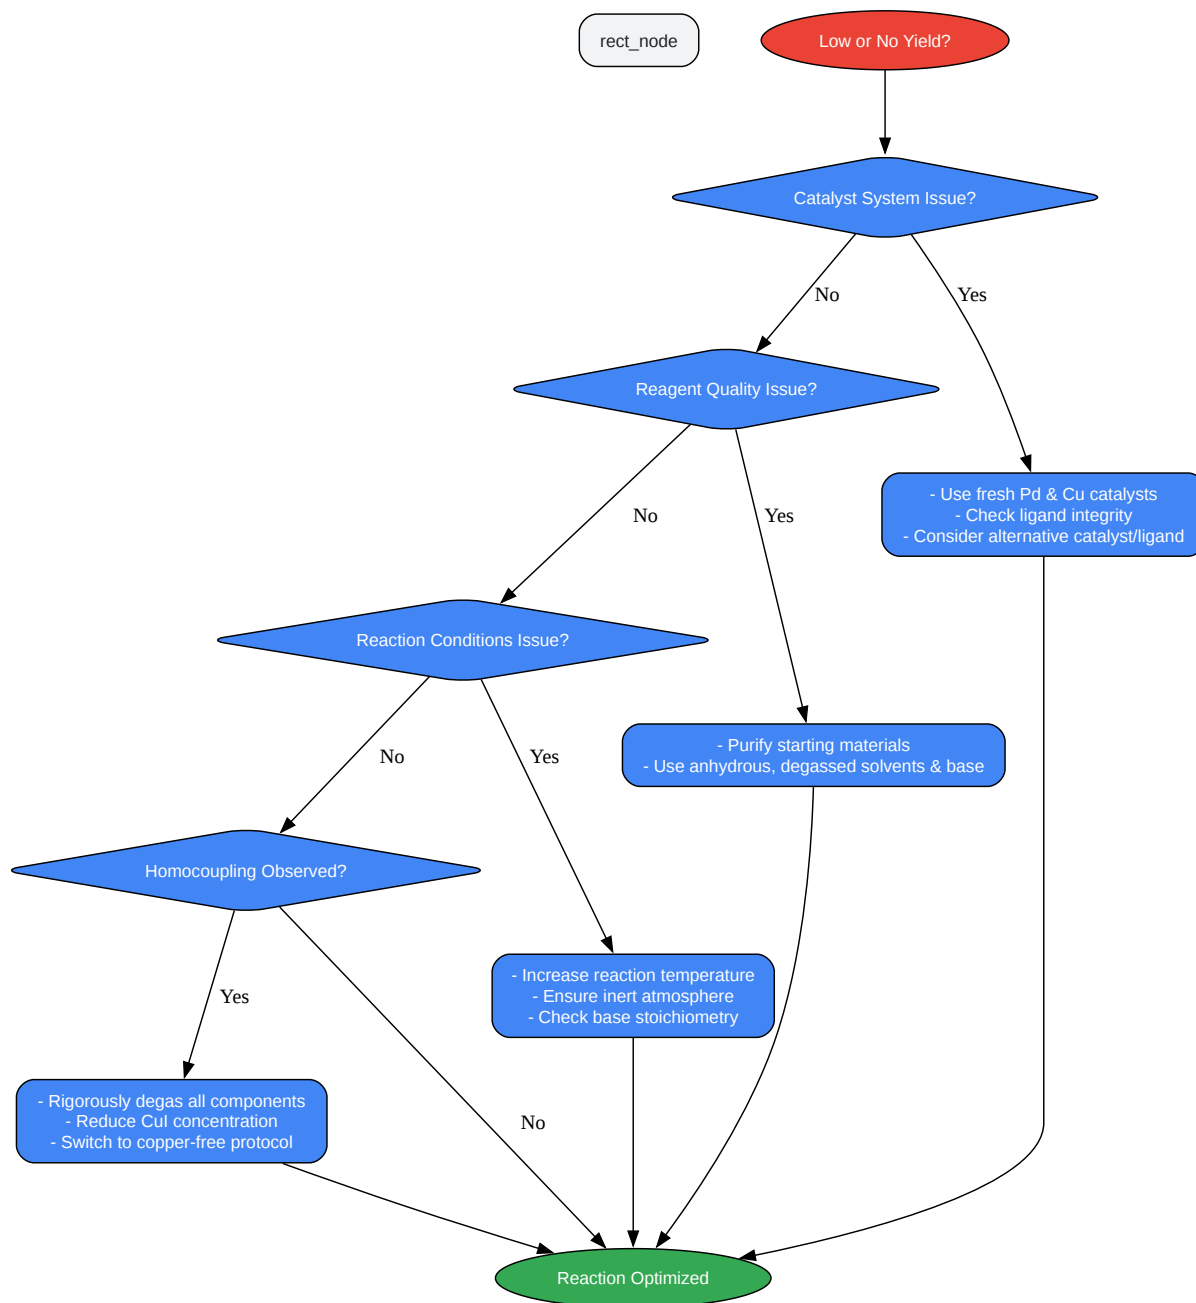 rect_node
Low or No Yield?
Catalyst System Issue?
No
Yes
Reagent Quality Issue?
No
Yes
- Use fresh Pd & Cu catalysts
- Check ligand integrity
- Consider alternative catalyst/ligand
Reaction Conditions Issue?
No
Yes
- Purify starting materials
- Use anhydrous, degassed solvents & base
Homocoupling Observed?
Yes
No
- Increase reaction temperature
- Ensure inert atmosphere
- Check base stoichiometry
- Rigorously degas all components
- Reduce CuI concentration
- Switch to copper-free protocol
Reaction Optimized